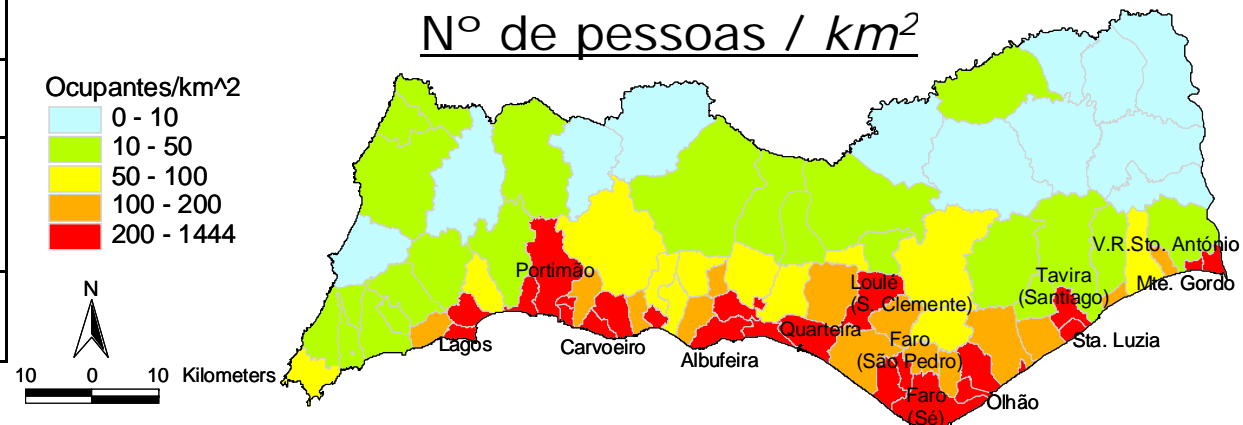 Nº de pessoas / km²
Ocupantes/km^2
0 - 10
10 - 50
50 - 100
100 - 200
200 - 1444
N
10 0 10 Kilometers
Portimão
Lagos
Carvoeiro
Albufeira
Quarteira
Loulé
(S. Clemente)
Faro
(São Pedro)
Faro
(Sé)
Olhão
Tavira
(Santiago)
Sta. Luzia
V.R.Sto. António
Mte. Gordo